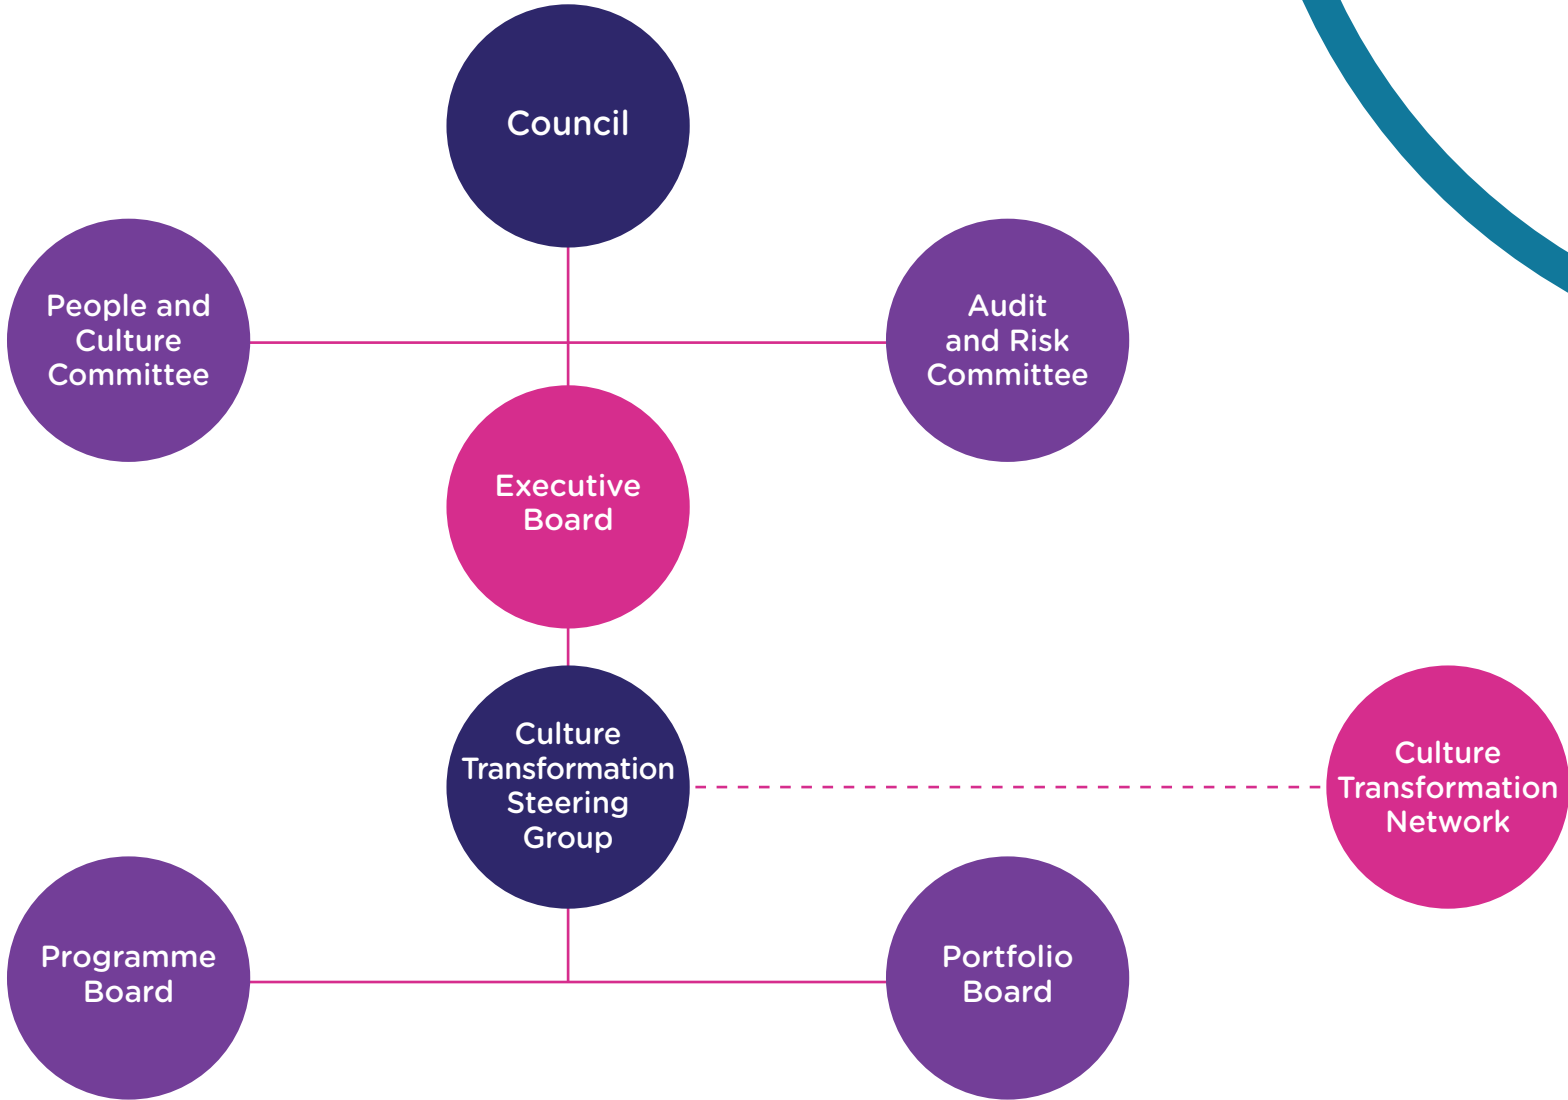 Council
People and
Culture
Committee
Audit
and Risk
Committee
Executive
Board
Culture
Transformation
Steering
Group
Culture
Transformation
Network
Programme
Board
Portfolio
Board